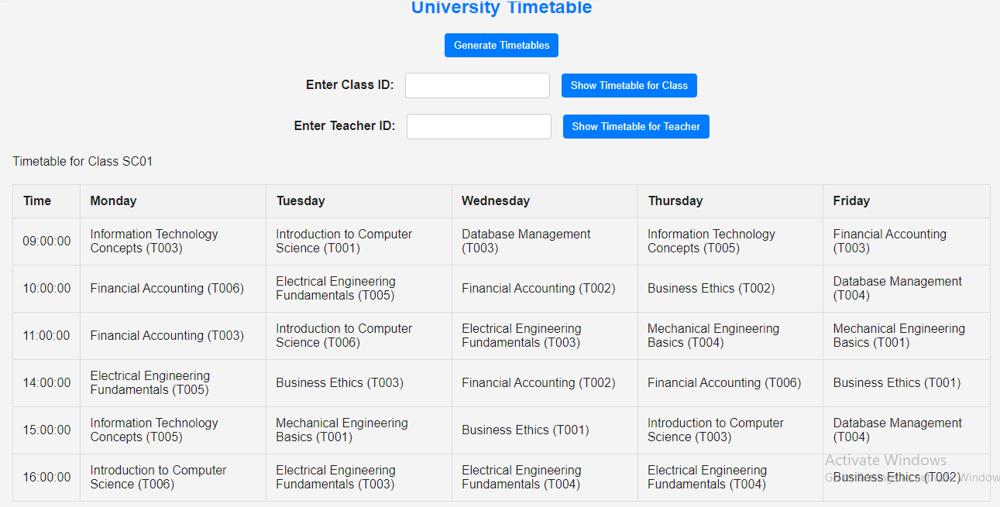 University Timetable
Generate Timetables
Enter Class ID:
Show Timetable for Class
Enter Teacher ID:
Show Timetable for Teacher
Timetable for Class SC01
Time Monday Tuesday Wednesday Thursday Friday
09:00:00
Information Technology
Concepts (T003)
Introduction to Computer
Science (T001)
Database Management
(T003)
Information Technology
Concepts (T005)
Financial Accounting
(T003)
10:00:00
Financial Accounting (T006)
Electrical Engineering
Fundamentals (T005)
Financial Accounting (T002)
Business Ethics (T002)
Database Management
(T004)
11:00:00
Financial Accounting (T003)
Introduction to Computer
Science (T006)
Electrical Engineering
Fundamentals (T003)
Mechanical Engineering
Basics (T004)
Mechanical Engineering
Basics (T001)
14:00:00
Electrical Engineering
Fundamentals (T005)
Business Ethics (T003)
Financial Accounting (T002)
Financial Accounting (T006)
Business Ethics (T001)
15:00:00
Information Technology
Concepts (T005)
Mechanical Engineering
Basics (T001)
Business Ethics (T001)
Introduction to Computer
Science (T003)
Database Management
(T004)
16:00:00
Introduction to Computer
Science (T006)
Electrical Engineering
Fundamentals (T003)
Electrical Engineering
Fundamentals (T004)
Electrical Engineering
Fundamentals (T004)
Business Ethics (T002)
Activate Windows